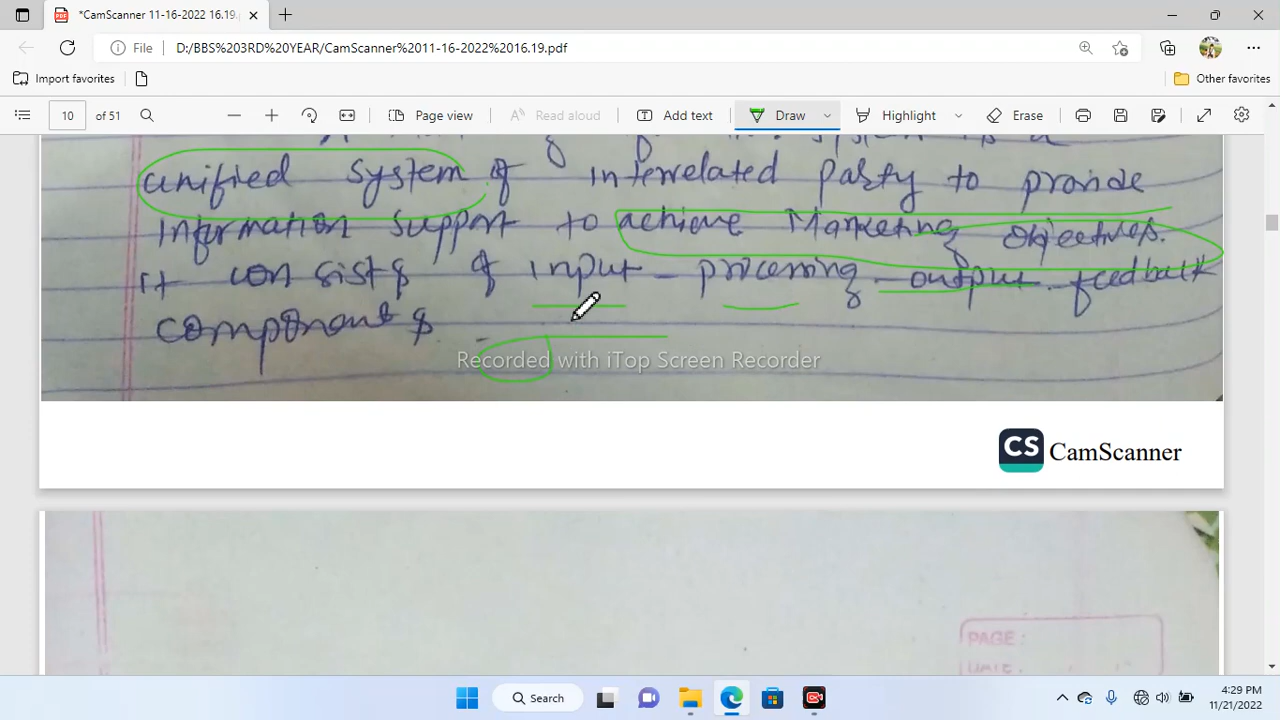 *CamScanner 11-16-2022 16.19.
File D:/BBS%203RD%20YEAR/CamScanner%2011-16-2022%2016.19.pdf
Import favorites
Other favorites
10 of 51 Page view Read aloud Add text Draw Highlight Erase
system is a
unified system of interrelated party to provide
Information support to achieve Marketing Objectives.
it consists of input - processing - output . feedback
components
Recorded with iTop Screen Recorder
CS CamScanner
PAGE:
DATE:
Search
4:29 PM
11/21/2022